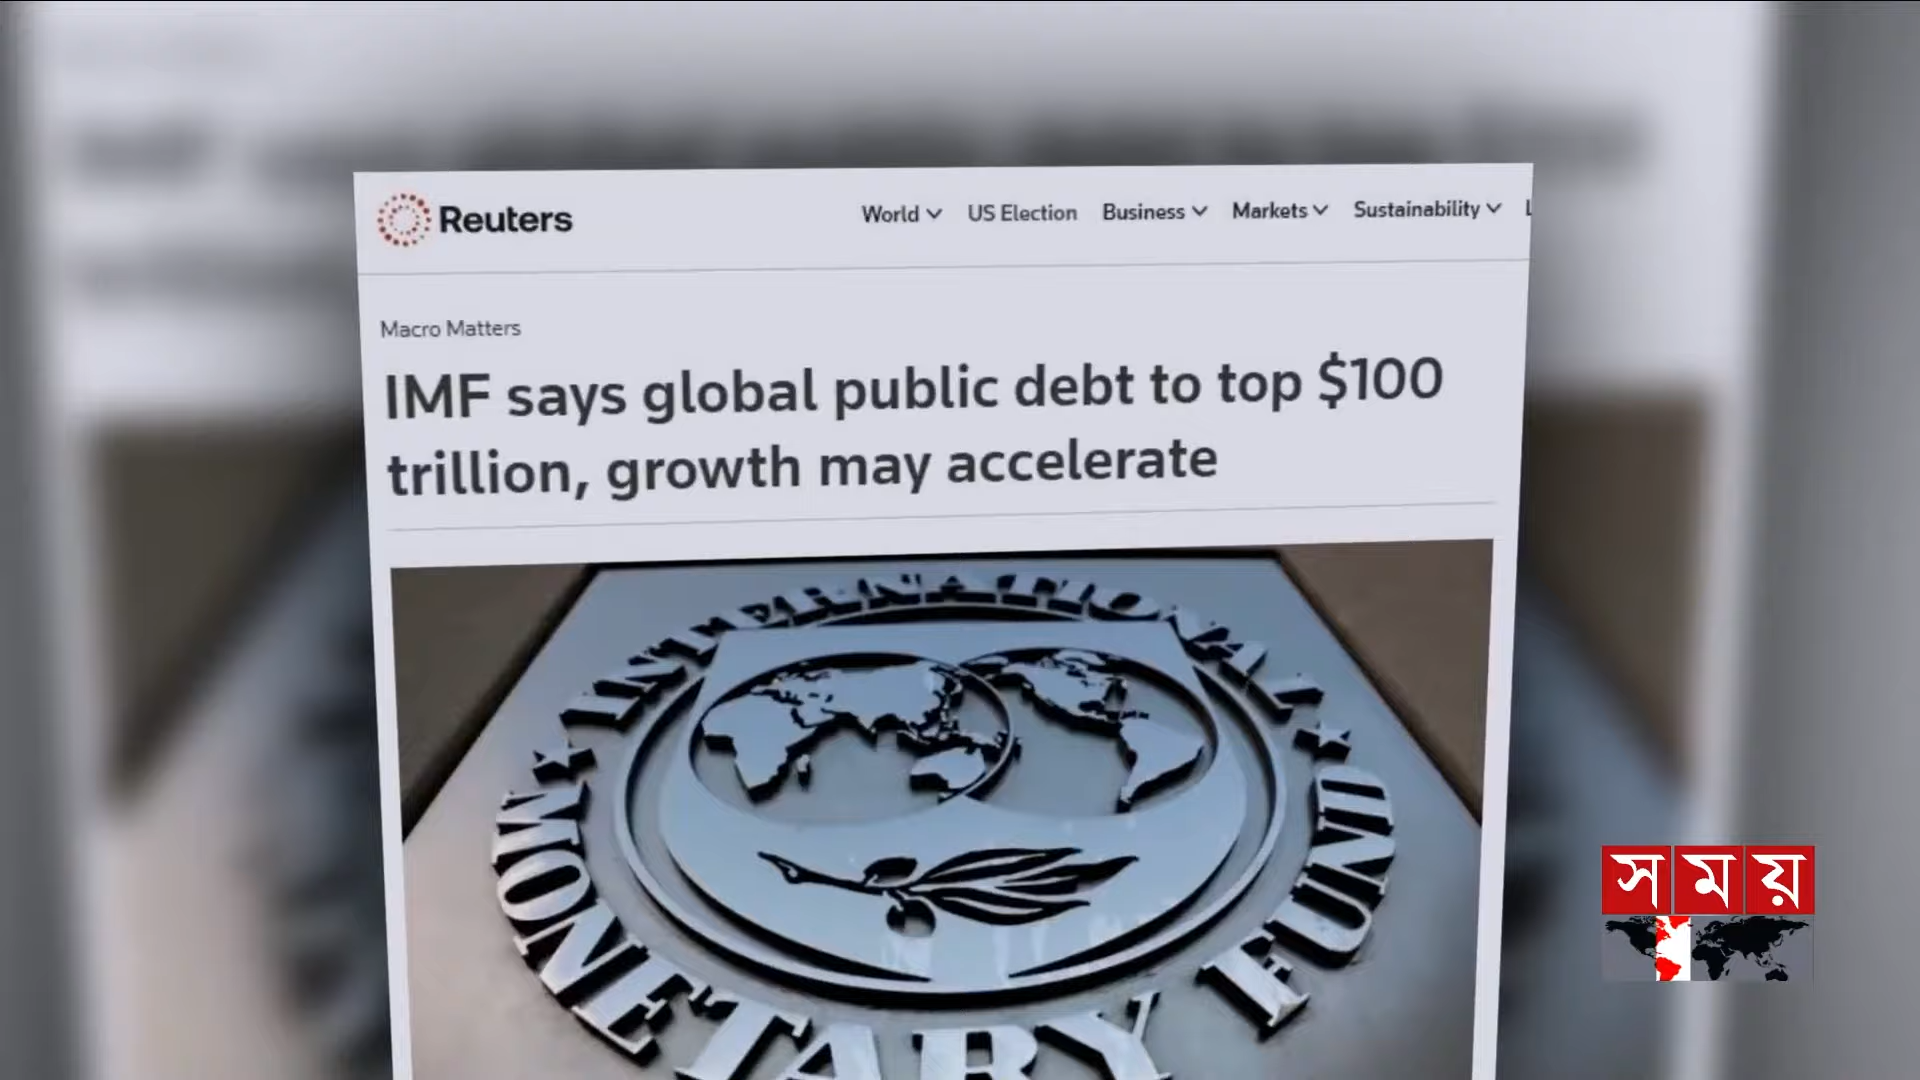 Reuters
World US Election Business Markets Sustainability
Macro Matters
IMF says global public debt to top $100
trillion, growth may accelerate
INTERNATIONAL
MONETARY FUND
সময়